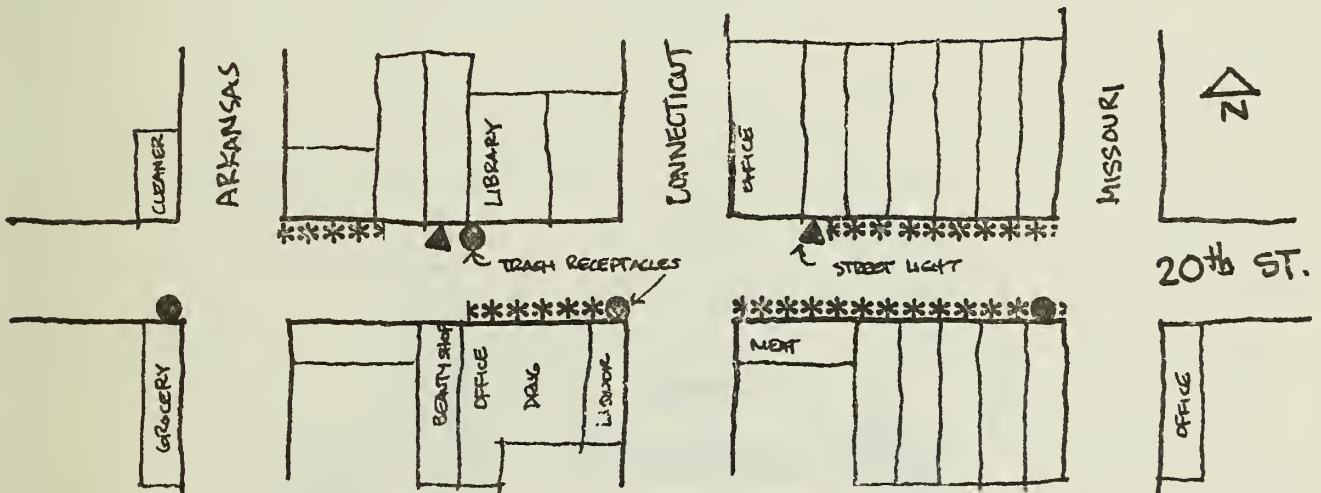 CLEANER
ARKANSAS
LIBRARY
CONNECTICUT
OFFICE
MISSOURI
N
TRASH RECEPTACLES
STREET LIGHT
20th ST.
GROCERY
BEAUTY SHOP
OFFICE
DRUG
LIQUOR
MEAT
OFFICE